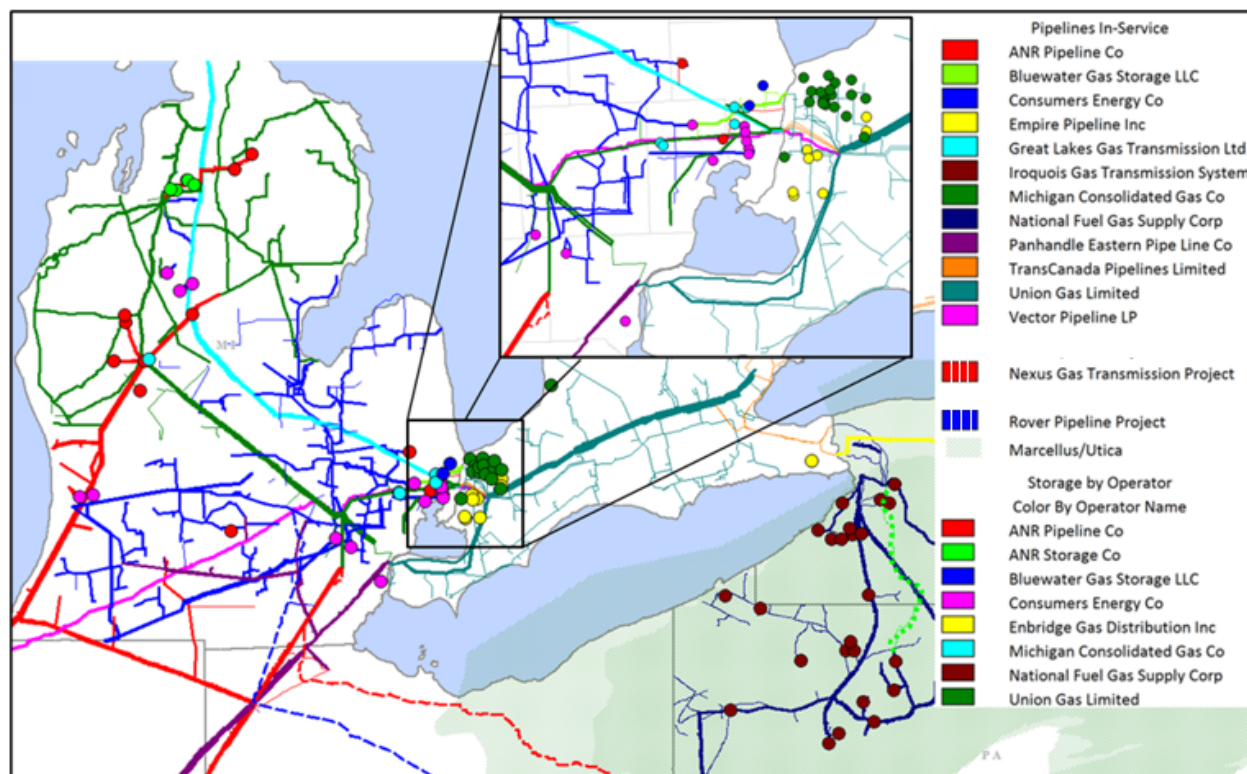 Pipelines In-Service
ANR Pipeline Co
Bluewater Gas Storage LLC
Consumers Energy Co
Empire Pipeline Inc
Great Lakes Gas Transmission Ltd
Iroquois Gas Transmission System
Michigan Consolidated Gas Co
National Fuel Gas Supply Corp
Panhandle Eastern Pipe Line Co
TransCanada Pipelines Limited
Union Gas Limited
Vector Pipeline LP
Nexus Gas Transmission Project
Rover Pipeline Project
Marcellus/Utica
Storage by Operator
Color By Operator Name
ANR Pipeline Co
ANR Storage Co
Bluewater Gas Storage LLC
Consumers Energy Co
Enbridge Gas Distribution Inc
Michigan Consolidated Gas Co
National Fuel Gas Supply Corp
Union Gas Limited
M I
P A